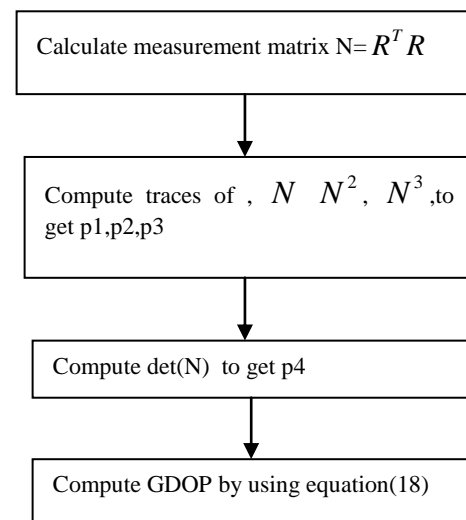 Calculate measurement matrix N= $R^T R$
Compute traces of , $N$ $N^2$, $N^3$ ,to
get p1,p2,p3
Compute det(N) to get p4
Compute GDOP by using equation(18)